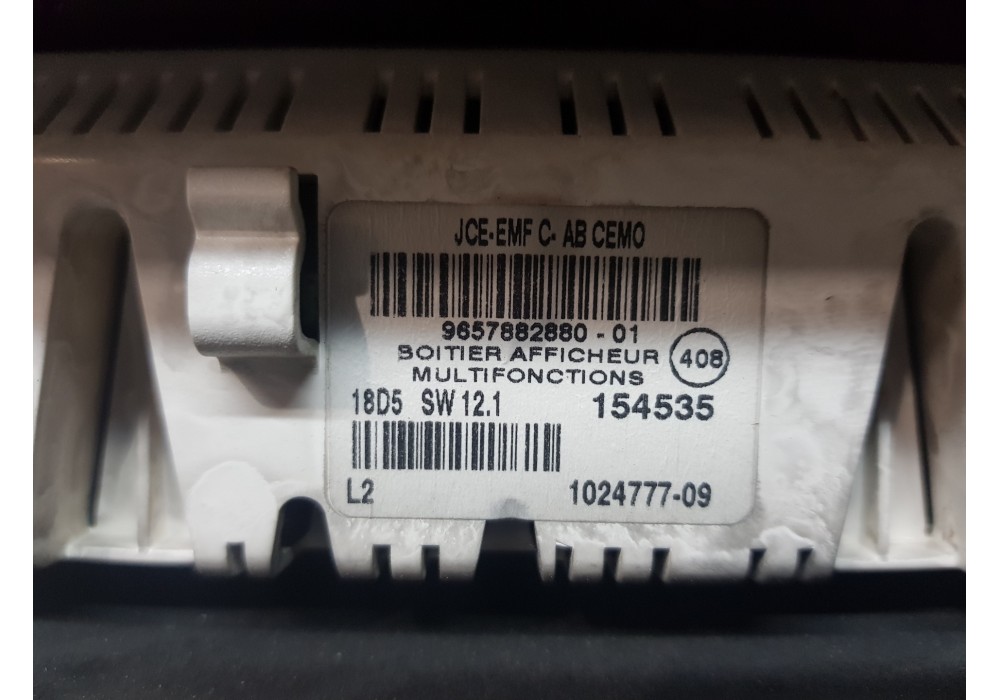 JCE-EMF C- AB CEMO
9657882880 - 01
BOITIER AFFICHEUR 408
MULTIFONCTIONS
18D5 SW 12.1 154535
L2 1024777-09